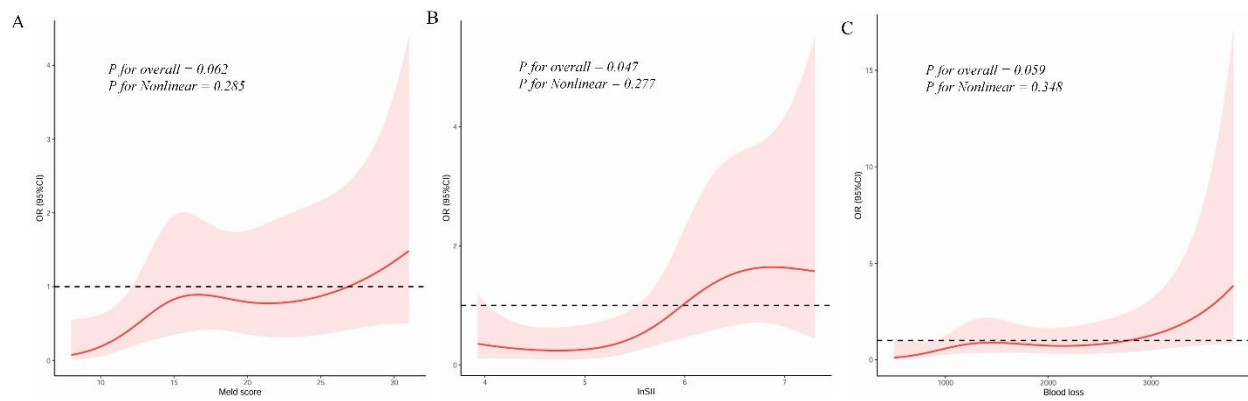 A
P for overall = 0.062
P for Nonlinear = 0.285
4
3
2
1
0
OR (95%CI)
10
15
20
25
30
Meld score
B
P for overall = 0.047
P for Nonlinear = 0.277
4
2
0
OR (95%CI)
4
5
6
7
lnSII
C
P for overall = 0.059
P for Nonlinear = 0.348
15
10
5
0
OR (95%CI)
1000
2000
3000
Blood loss